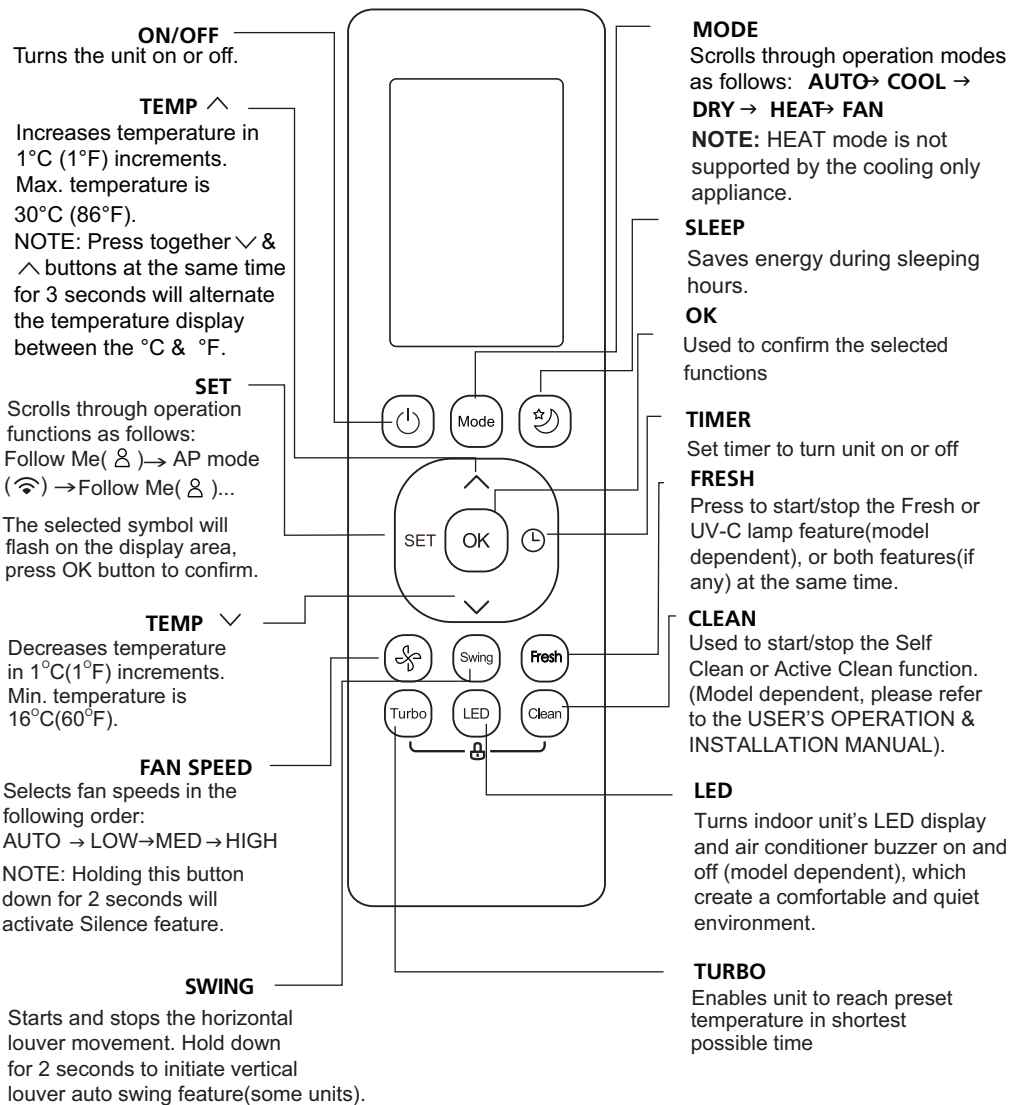 ON/OFF
Turns the unit on or off.
TEMP ︿
Increases temperature in
1°C (1°F) increments.
Max. temperature is
30°C (86°F).
NOTE: Press together ﹀ &
︿ buttons at the same time
for 3 seconds will alternate
the temperature display
between the °C & °F.
SET
Scrolls through operation
functions as follows:
Follow Me( )→ AP mode
( ) →Follow Me( )...
The selected symbol will
flash on the display area,
press OK button to confirm.
TEMP ﹀
Decreases temperature
in 1°C(1°F) increments.
Min. temperature is
16°C(60°F).
FAN SPEED
Selects fan speeds in the
following order:
AUTO → LOW→MED→HIGH
NOTE: Holding this button
down for 2 seconds will
activate Silence feature.
SWING
Starts and stops the horizontal
louver movement. Hold down
for 2 seconds to initiate vertical
louver auto swing feature(some units).
Mode
SET
OK
Swing
Fresh
Turbo
LED
Clean
MODE
Scrolls through operation modes
as follows: AUTO→ COOL →
DRY → HEAT→ FAN
NOTE: HEAT mode is not
supported by the cooling only
appliance.
SLEEP
Saves energy during sleeping
hours.
OK
Used to confirm the selected
functions
TIMER
Set timer to turn unit on or off
FRESH
Press to start/stop the Fresh or
UV-C lamp feature(model
dependent), or both features(if
any) at the same time.
CLEAN
Used to start/stop the Self
Clean or Active Clean function.
(Model dependent, please refer
to the USER'S OPERATION &
INSTALLATION MANUAL).
LED
Turns indoor unit's LED display
and air conditioner buzzer on and
off (model dependent), which
create a comfortable and quiet
environment.
TURBO
Enables unit to reach preset
temperature in shortest
possible time